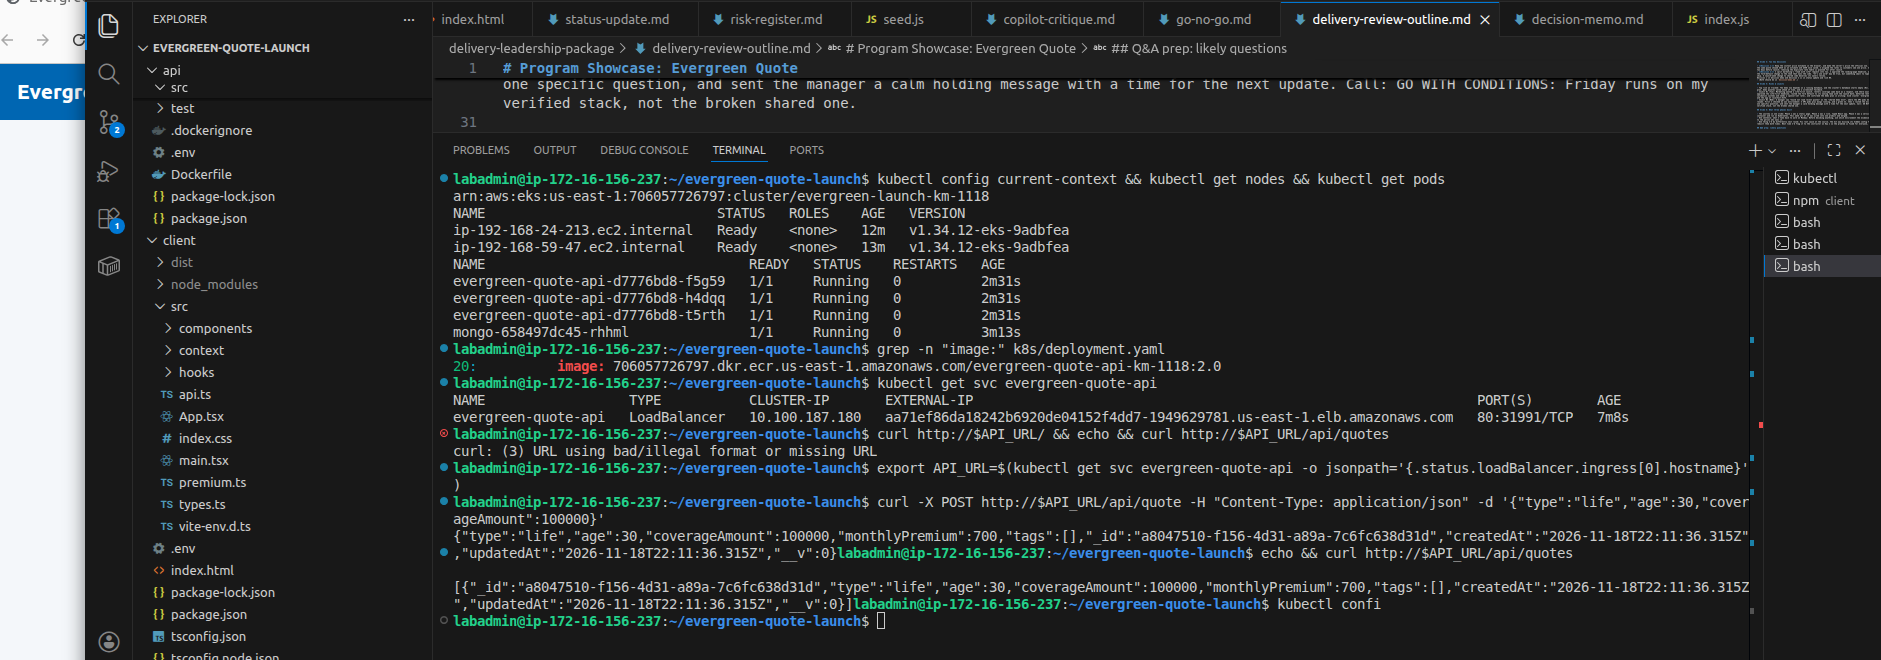 Evergr
EXPLORER
EVERGREEN-QUOTE-LAUNCH
api
src
test
.dockerignore
.env
Dockerfile
package-lock.json
package.json
client
dist
node_modules
src
components
context
hooks
api.ts
App.tsx
index.css
main.tsx
premium.ts
types.ts
vite-env.d.ts
.env
index.html
package-lock.json
package.json
tsconfig.json
tsconfig.node.json
2
1
index.html
status-update.md
risk-register.md
JS seed.js
copilot-critique.md
go-no-go.md
delivery-review-outline.md
decision-memo.md
JS index.js
delivery-leadership-package > delivery-review-outline.md > abc # Program Showcase: Evergreen Quote > abc ## Q&A prep: likely questions
1 # Program Showcase: Evergreen Quote
one specific question, and sent the manager a calm holding message with a time for the next update. Call: GO WITH CONDITIONS: Friday runs on my
verified stack, not the broken shared one.
31
PROBLEMS OUTPUT DEBUG CONSOLE TERMINAL PORTS
labadmin@ip-172-16-156-237:~/evergreen-quote-launch$ kubectl config current-context && kubectl get nodes && kubectl get pods
arn:aws:eks:us-east-1:706057726797:cluster/evergreen-launch-km-1118
NAME STATUS ROLES AGE VERSION
ip-192-168-24-213.ec2.internal Ready <none> 12m v1.34.12-eks-9adbfea
ip-192-168-59-47.ec2.internal Ready <none> 13m v1.34.12-eks-9adbfea
NAME READY STATUS RESTARTS AGE
evergreen-quote-api-d7776bd8-f5g59 1/1 Running 0 2m31s
evergreen-quote-api-d7776bd8-h4dqq 1/1 Running 0 2m31s
evergreen-quote-api-d7776bd8-t5rth 1/1 Running 0 2m31s
mongo-658497dc45-rhhml 1/1 Running 0 3m13s
labadmin@ip-172-16-156-237:~/evergreen-quote-launch$ grep -n "image:" k8s/deployment.yaml
20: image: 706057726797.dkr.ecr.us-east-1.amazonaws.com/evergreen-quote-api-km-1118:2.0
labadmin@ip-172-16-156-237:~/evergreen-quote-launch$ kubectl get svc evergreen-quote-api
NAME TYPE CLUSTER-IP EXTERNAL-IP PORT(S) AGE
evergreen-quote-api LoadBalancer 10.100.187.180 aa71ef86da18242b6920de04152f4dd7-1949629781.us-east-1.elb.amazonaws.com 80:31991/TCP 7m8s
labadmin@ip-172-16-156-237:~/evergreen-quote-launch$ curl http://$API_URL/ && echo && curl http://$API_URL/api/quotes
curl: (3) URL using bad/illegal format or missing URL
labadmin@ip-172-16-156-237:~/evergreen-quote-launch$ export API_URL=$(kubectl get svc evergreen-quote-api -o jsonpath='{.status.loadBalancer.ingress[0].hostname}'
)
labadmin@ip-172-16-156-237:~/evergreen-quote-launch$ curl -X POST http://$API_URL/api/quote -H "Content-Type: application/json" -d '{"type":"life","age":30,"cover
ageAmount":100000}'
{"type":"life","age":30,"coverageAmount":100000,"monthlyPremium":700,"tags":[],"_id":"a8047510-f156-4d31-a89a-7c6fc638d31d","createdAt":"2026-11-18T22:11:36.315Z"
,"updatedAt":"2026-11-18T22:11:36.315Z","__v":0}labadmin@ip-172-16-156-237:~/evergreen-quote-launch$ echo && curl http://$API_URL/api/quotes
[{"_id":"a8047510-f156-4d31-a89a-7c6fc638d31d","type":"life","age":30,"coverageAmount":100000,"monthlyPremium":700,"tags":[],"createdAt":"2026-11-18T22:11:36.315Z
","updatedAt":"2026-11-18T22:11:36.315Z","__v":0}]labadmin@ip-172-16-156-237:~/evergreen-quote-launch$ kubectl confi
labadmin@ip-172-16-156-237:~/evergreen-quote-launch$
kubectl
npm client
bash
bash
bash